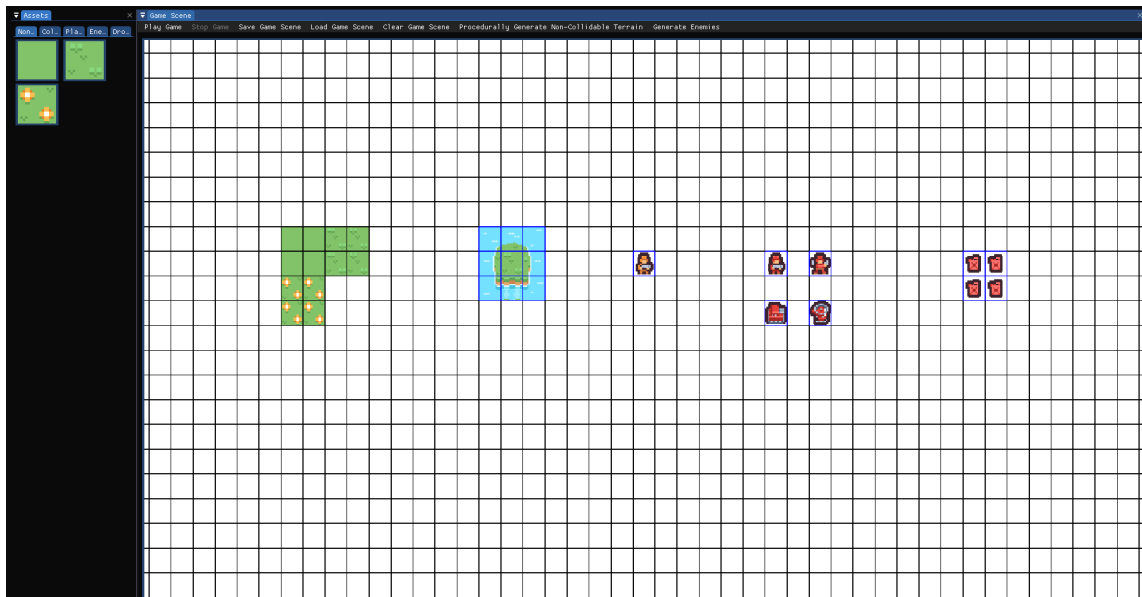 Assets
Non… Col… Pla… Ene… Dro…
Game Scene
Play Game Stop Game Save Game Scene Load Game Scene Clear Game Scene Procedurally Generate Non-Collidable Terrain Generate Enemies